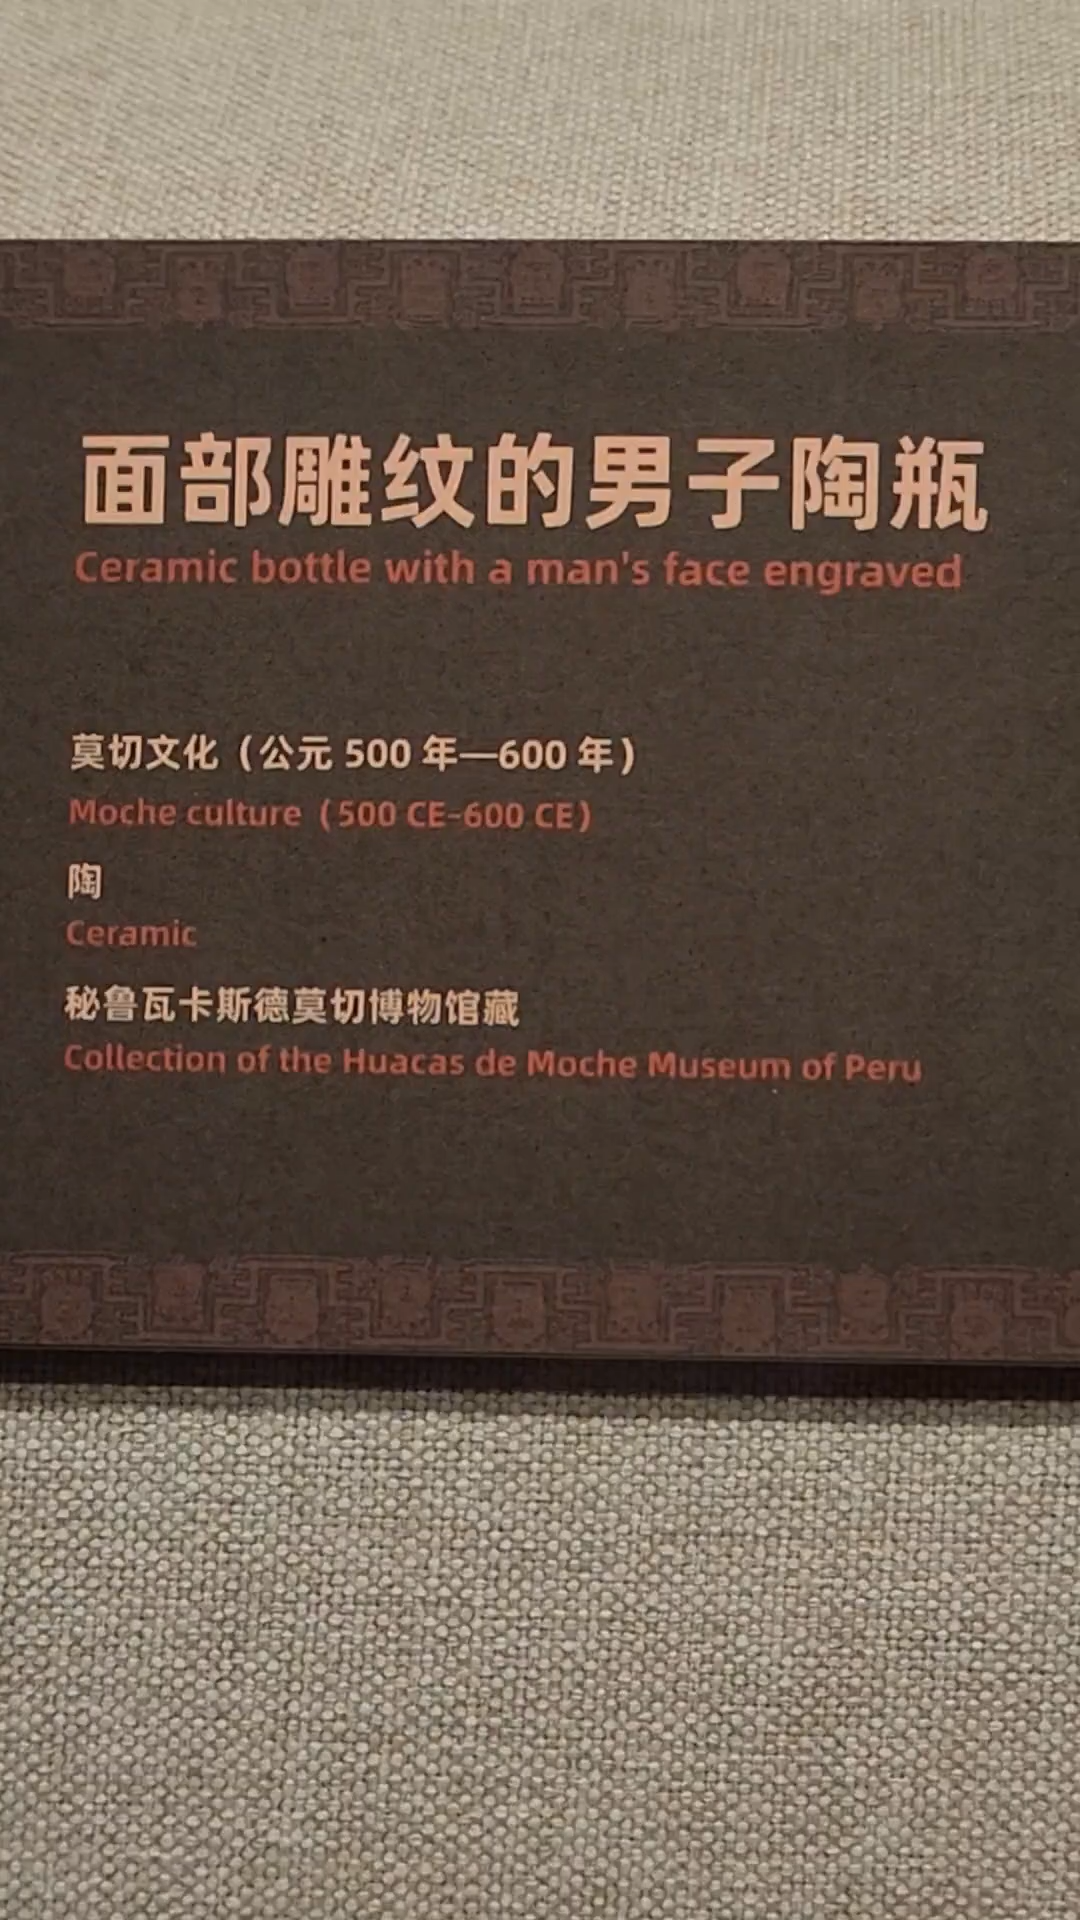 面部雕纹的男子陶瓶
Ceramic bottle with a man's face engraved
莫切文化（公元 500 年—600 年）
Moche culture（500 CE-600 CE）
陶
Ceramic
秘鲁瓦卡斯德莫切博物馆藏
Collection of the Huacas de Moche Museum of Peru